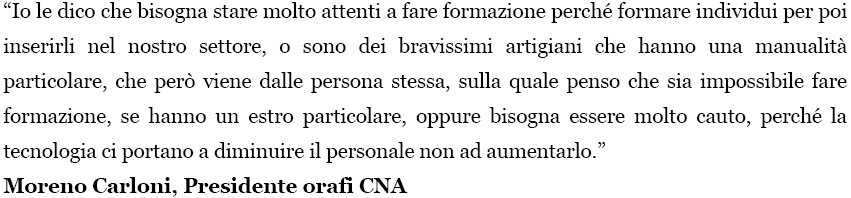 “Io le dico che bisogna stare molto attenti a fare formazione perché formare individui per poi
inserirli nel nostro settore, o sono dei bravissimi artigiani che hanno una manualità
particolare, che però viene dalle persona stessa, sulla quale penso che sia impossibile fare
formazione, se hanno un estro particolare, oppure bisogna essere molto cauto, perché la
tecnologia ci portano a diminuire il personale non ad aumentarlo.”
Moreno Carloni, Presidente orafi CNA